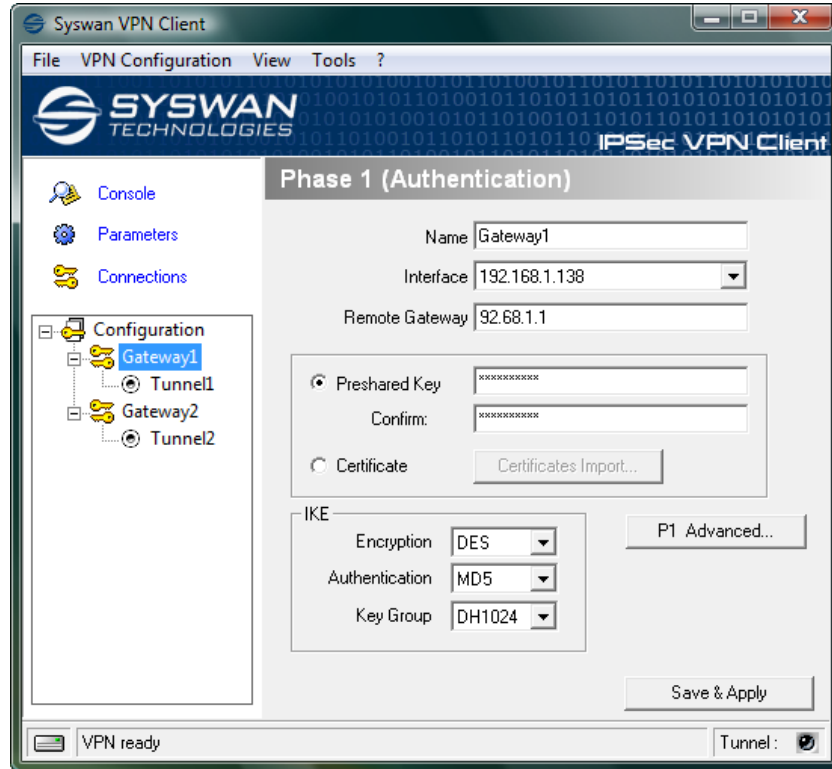 Syswan VPN Client
File VPN Configuration View Tools ?
SYSWAN
TECHNOLOGIES
IPSec VPN Client
Console
Parameters
Connections
Configuration
Gateway1
Tunnel1
Gateway2
Tunnel2
Phase 1 (Authentication)
Name Gateway1
Interface 192.168.1.138
Remote Gateway 92.68.1.1
Preshared Key **********
Confirm: **********
Certificate Certificates Import...
IKE
Encryption DES
Authentication MD5
Key Group DH1024
P1 Advanced...
Save & Apply
VPN ready Tunnel :